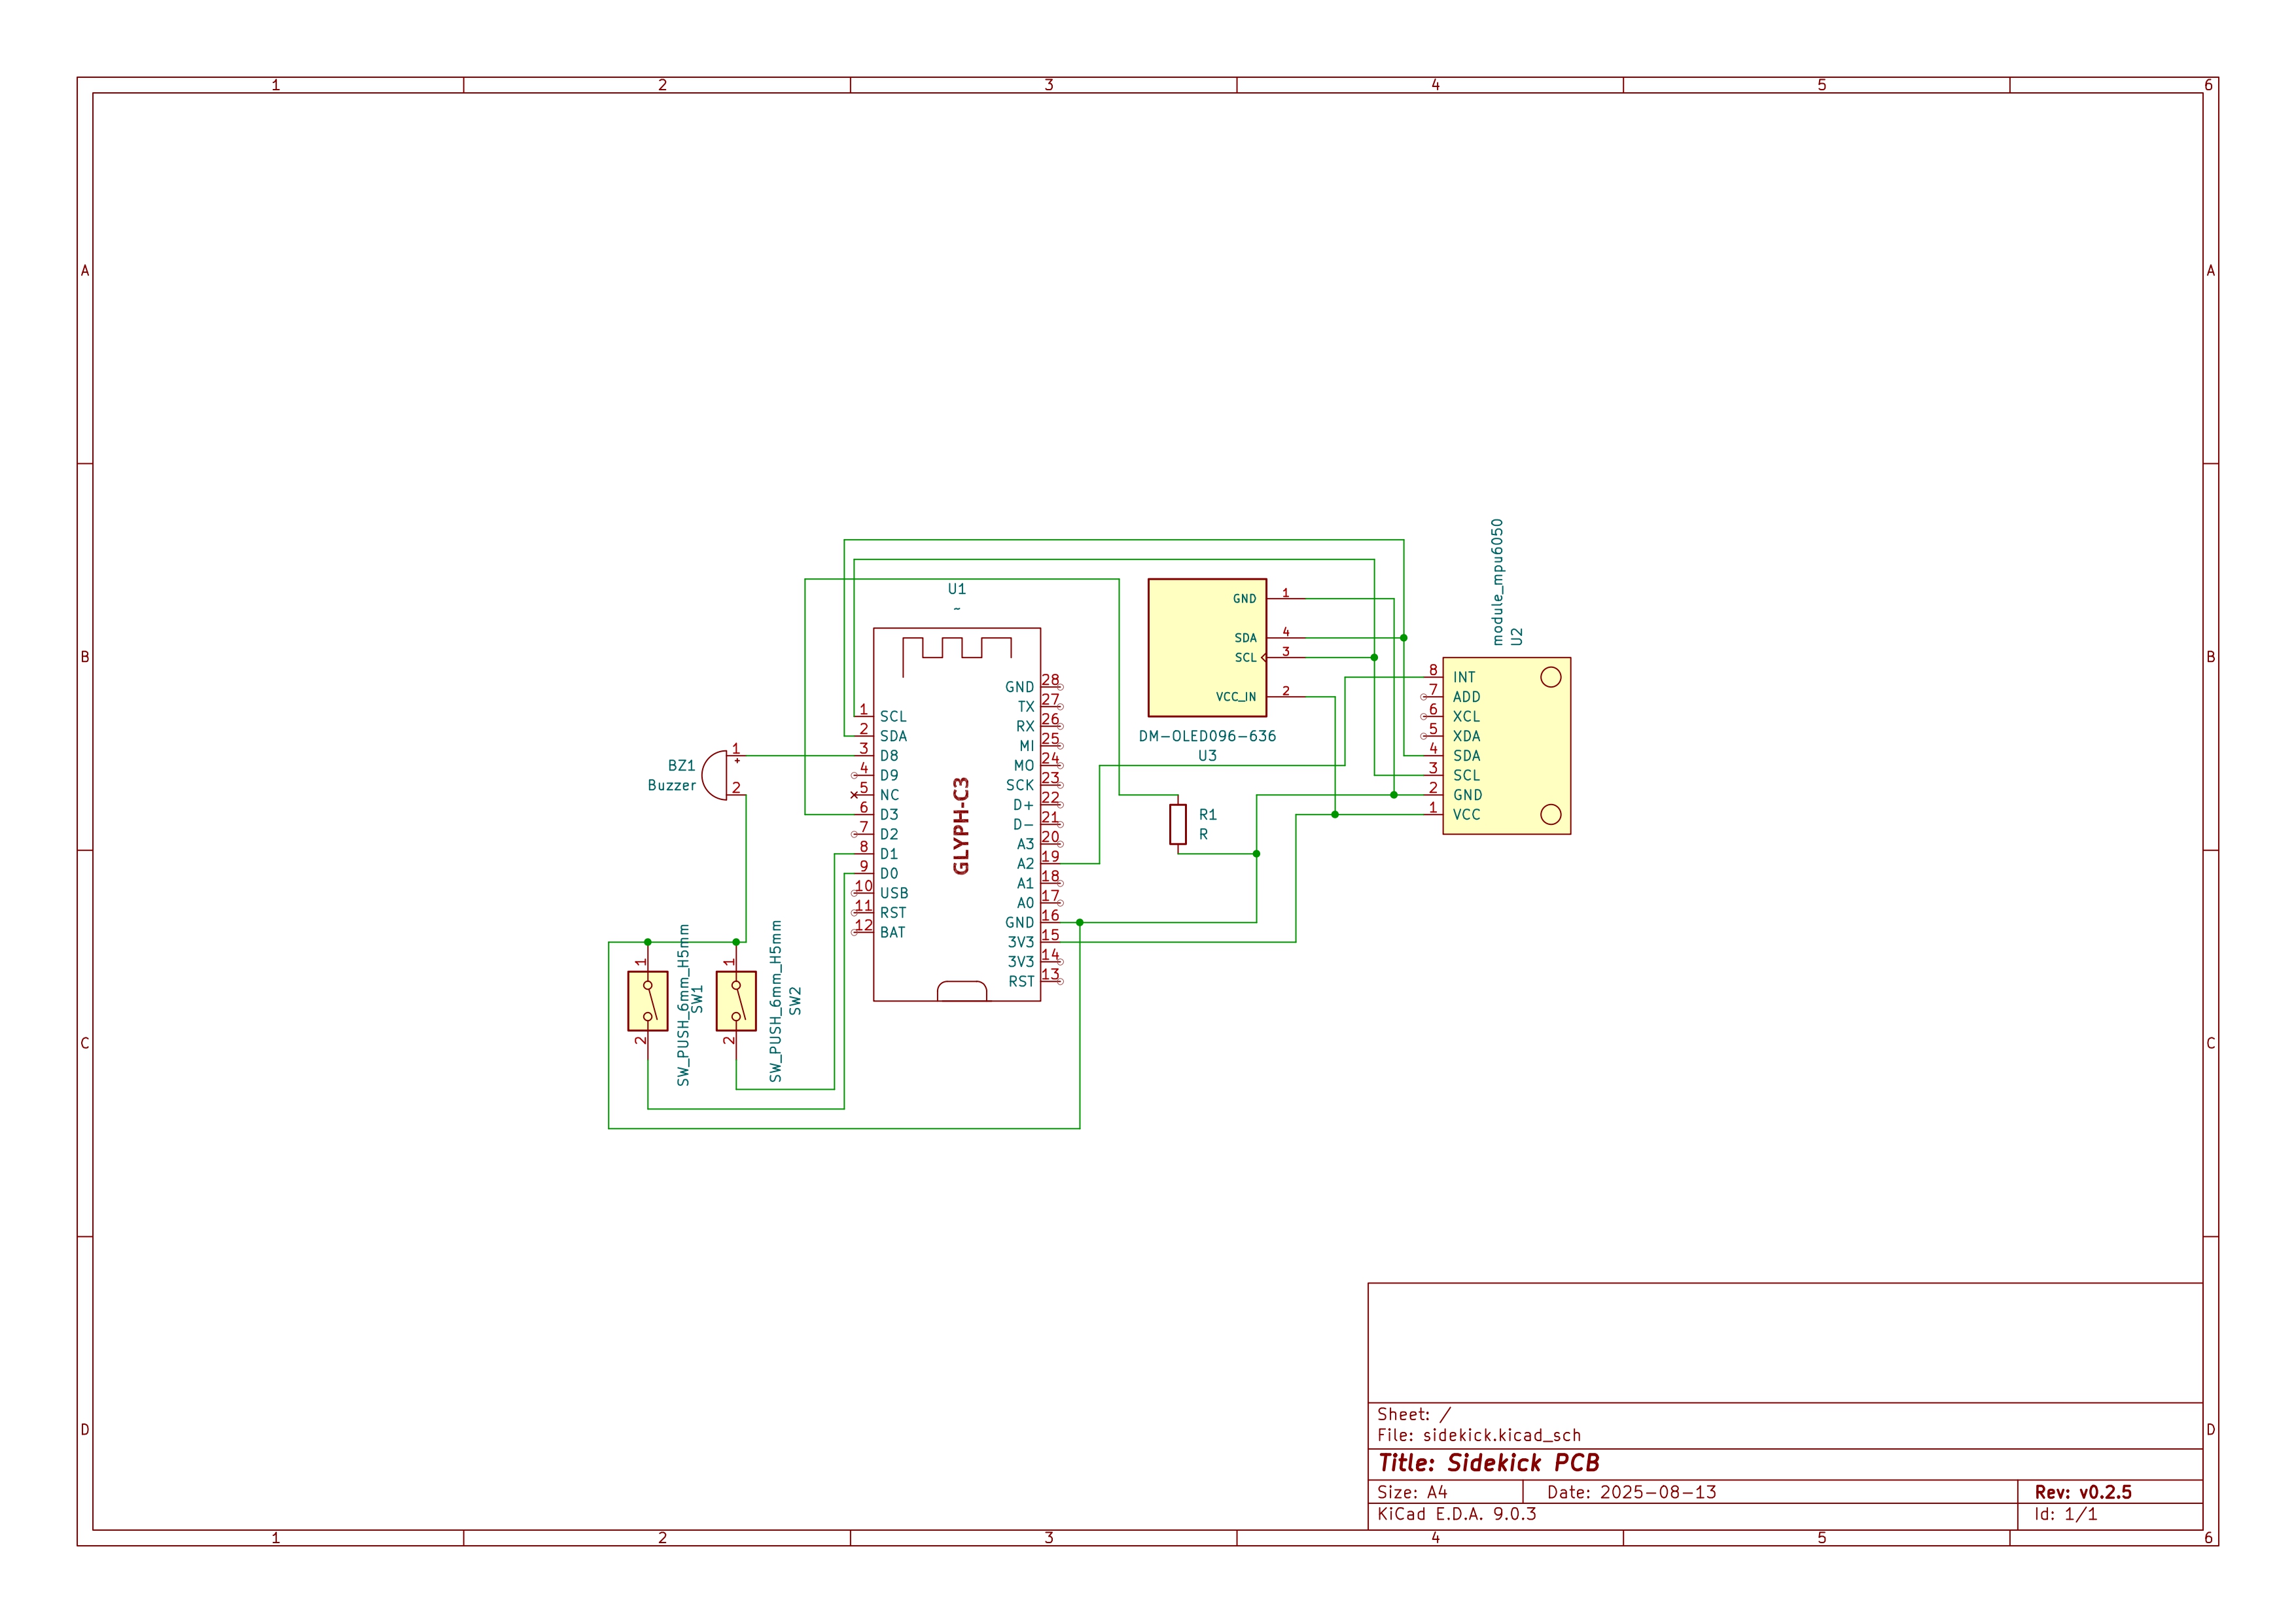 1 2 3 4 5 6
A A
B B
C C
D D
1 2 3 4 5 6
U1
~
GLYPH-C3
1 SCL
2 SDA
3 D8
4 D9
5 NC
6 D3
7 D2
8 D1
9 D0
10 USB
11 RST
12 BAT
GND 28
TX 27
RX 26
MI 25
MO 24
SCK 23
D+ 22
D- 21
A3 20
A2 19
A1 18
A0 17
GND 16
3V3 15
3V3 14
RST 13
BZ1
Buzzer
1
+
2
1
2
SW_PUSH_6mm_H5mm
SW1
1
2
SW_PUSH_6mm_H5mm
SW2
GND 1
SDA 4
SCL 3
VCC_IN 2
DM-OLED096-636
U3
R1
R
module_mpu6050
U2
8 INT
7 ADD
6 XCL
5 XDA
4 SDA
3 SCL
2 GND
1 VCC
Sheet: /
File: sidekick.kicad_sch
Title: Sidekick PCB
Size: A4 Date: 2025-08-13 Rev: v0.2.5
KiCad E.D.A. 9.0.3 Id: 1/1